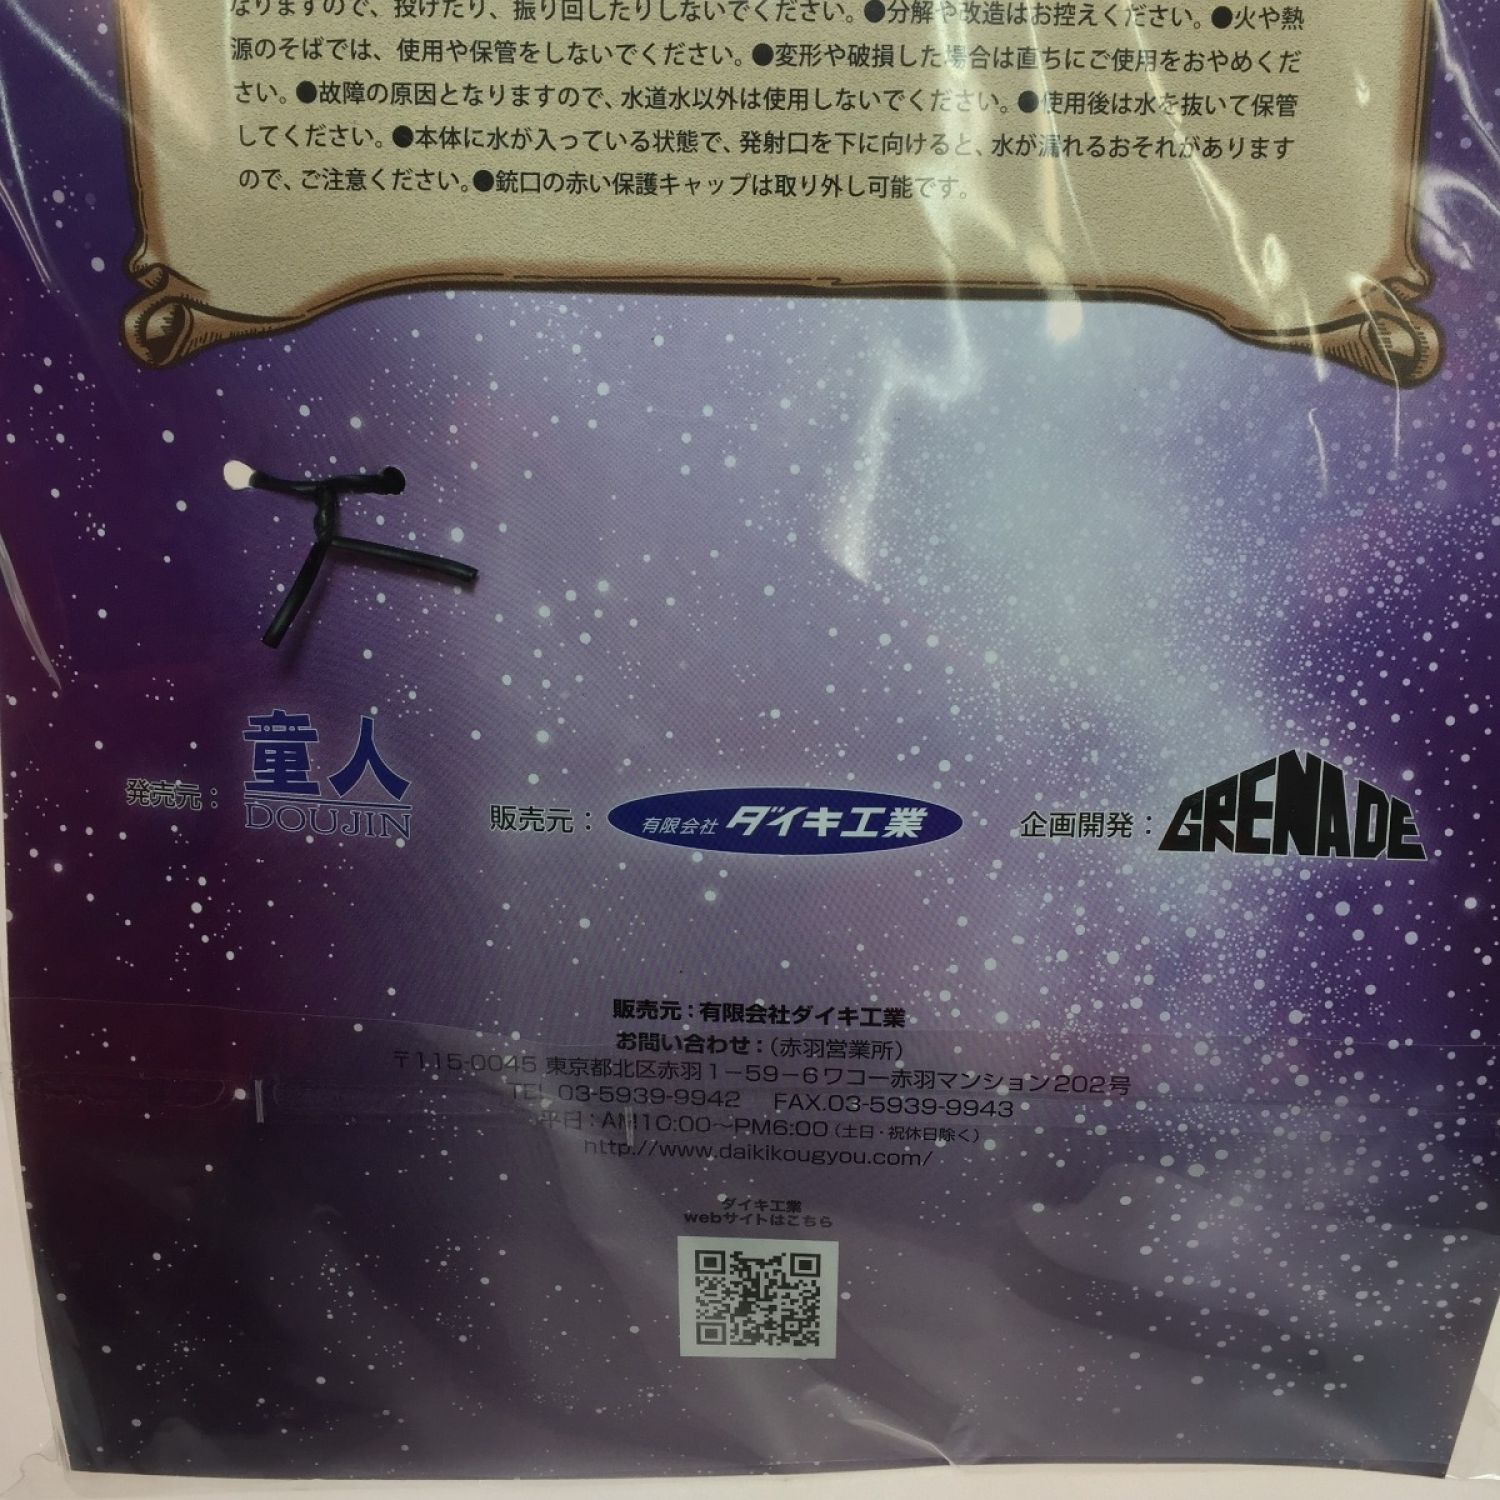 なりますので、投げたり、振り回したりしないでください。●分解や改造はお控えください。●火や熱
源のそばでは、使用や保管をしないでください。●変形や破損した場合は直ちにご使用をおやめくだ
さい。●故障の原因となりますので、水道水以外は使用しないでください。●使用後は水を抜いて保管
してください。●本体に水が入っている状態で、発射口を下に向けると、水が漏れるおそれがあります
ので、ご注意ください。●銃口の赤い保護キャップは取り外し可能です。
発売元：童人 DOUJIN
販売元：有限会社ダイキ工業
企画開発：GRENADE
販売元：有限会社ダイキ工業
お問い合わせ：（赤羽営業所）
〒115-0045 東京都北区赤羽1－59－6ワコー赤羽マンション202号
TEL.03-5939-9942 FAX.03-5939-9943
平日：AM10:00～PM6:00（土日・祝休日除く）
http://www.daikikougyou.com/
ダイキ工業
webサイトはこちら